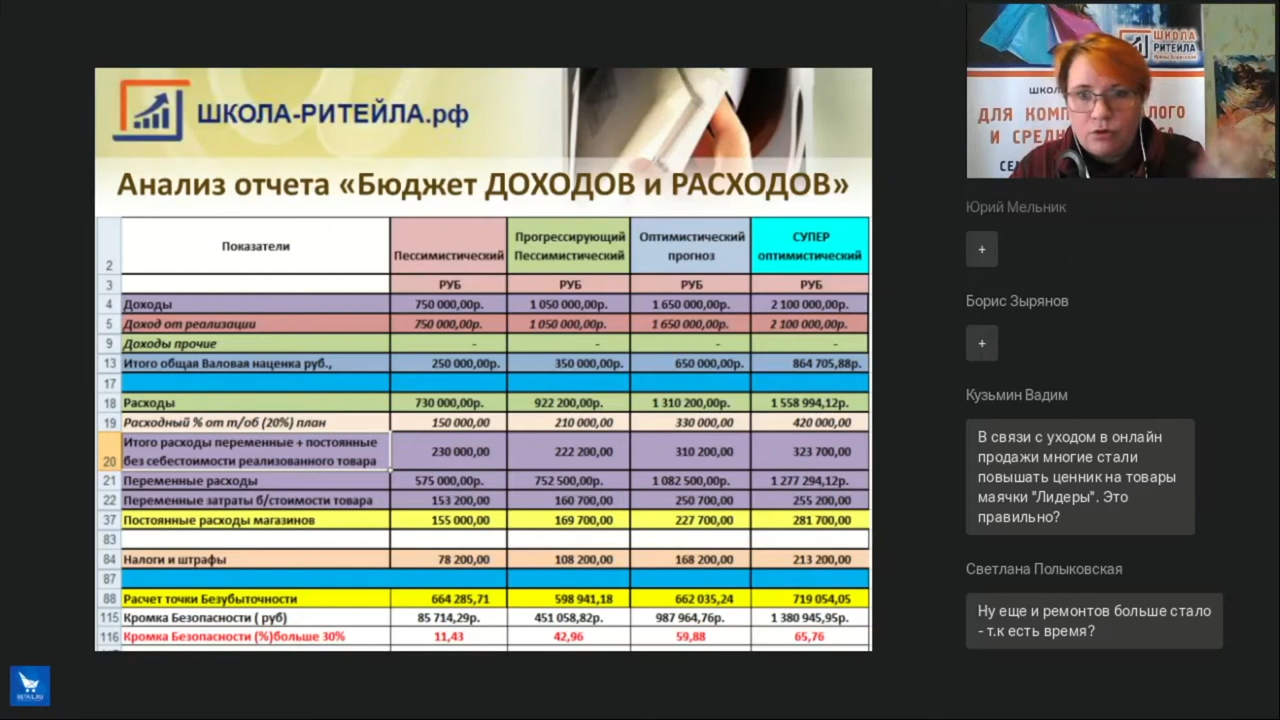 ШКОЛА-РИТЕЙЛА.рф
Анализ отчета «Бюджет ДОХОДОВ и РАСХОДОВ»
2 Показатели Пессимистический Прогрессирующий Пессимистический Оптимистический прогноз СУПЕР оптимистический
3 РУБ РУБ РУБ РУБ
4 Доходы 750 000,00р. 1 050 000,00р. 1 650 000,00р. 2 100 000,00р.
5 Доход от реализации 750 000,00р. 1 050 000,00р. 1 650 000,00р. 2 100 000,00р.
9 Доходы прочие - - - -
13 Итого общая Валовая наценка руб., 250 000,00р. 350 000,00р. 650 000,00р. 864 705,88р.
17
18 Расходы 730 000,00р. 922 200,00р. 1 310 200,00р. 1 558 994,12р.
19 Расходный % от т/об (20%) план 150 000,00 210 000,00 330 000,00 420 000,00
20 Итого расходы переменные + постоянные без себестоимости реализованного товара 230 000,00 222 200,00 310 200,00 323 700,00
21 Переменные расходы 575 000,00р. 752 500,00р. 1 082 500,00р. 1 277 294,12р.
22 Переменные затраты б/стоимости товара 153 200,00 160 700,00 250 700,00 255 200,00
37 Постоянные расходы магазинов 155 000,00 169 700,00 227 700,00 281 700,00
83
84 Налоги и штрафы 78 200,00 108 200,00 168 200,00 213 200,00
87
88 Расчет точки Безубыточности 664 285,71 598 941,18 662 035,24 719 054,05
115 Кромка Безопасности ( руб) 85 714,29р. 451 058,82р. 987 964,76р. 1 380 945,95р.
116 Кромка Безопасности (%)больше 30% 11,43 42,96 59,88 65,76
ШКОЛА
РИТЕЙЛА
ДЛЯ
И СРЕДН
Юрий Мельник
+
Борис Зырянов
+
Кузьмин Вадим
В связи с уходом в онлайн
продажи многие стали
повышать ценник на товары
маячки "Лидеры". Это
правильно?
Светлана Полыковская
Ну еще и ремонтов больше стало
- т.к есть время?
RETAIL.RU